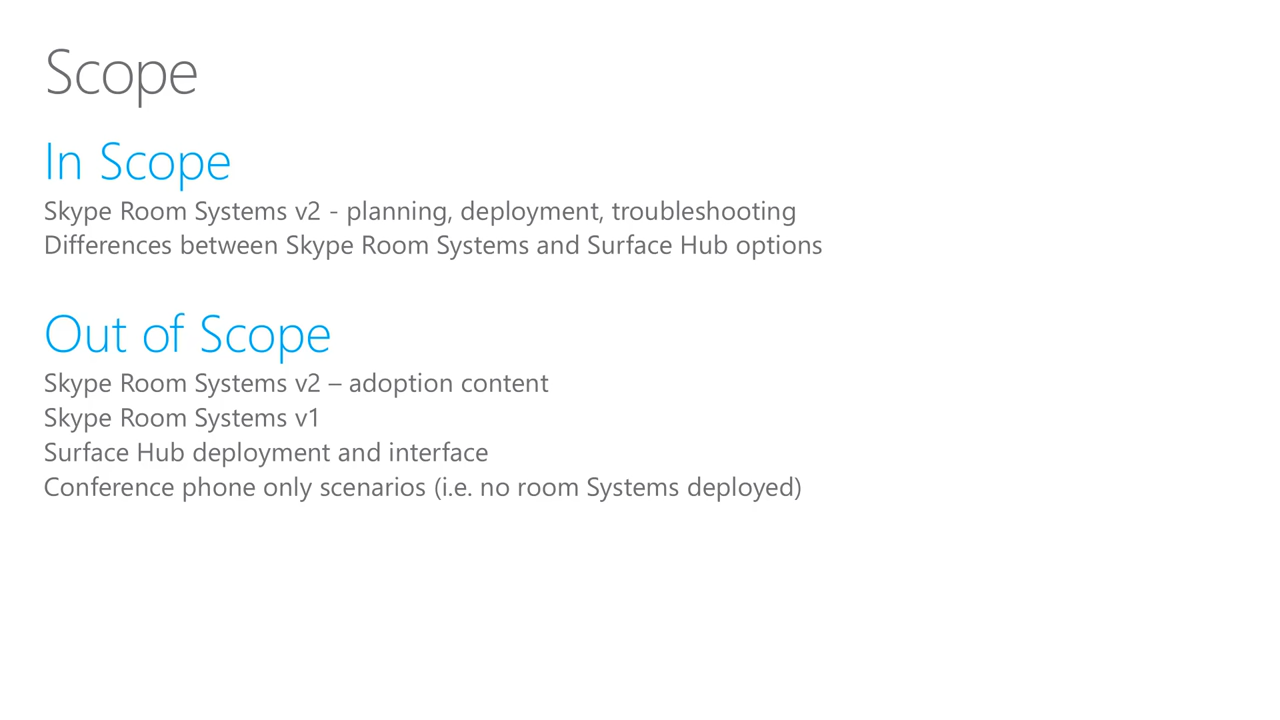 Scope
In Scope
Skype Room Systems v2 - planning, deployment, troubleshooting
Differences between Skype Room Systems and Surface Hub options
Out of Scope
Skype Room Systems v2 – adoption content
Skype Room Systems v1
Surface Hub deployment and interface
Conference phone only scenarios (i.e. no room Systems deployed)